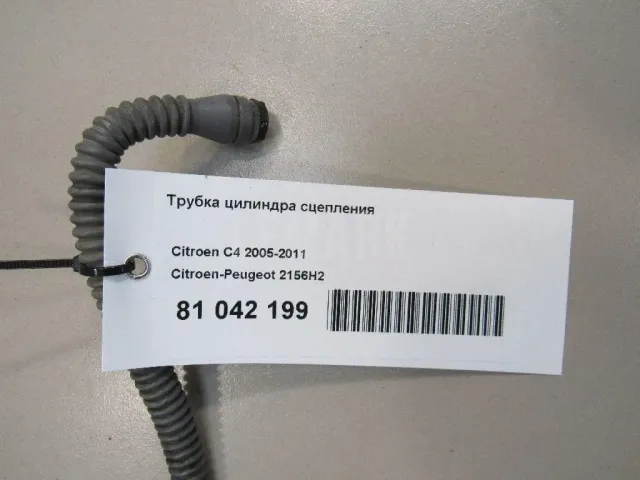 Трубка цилиндра сцепления
Citroen C4 2005-2011
Citroen-Peugeot 2156H2
81 042 199